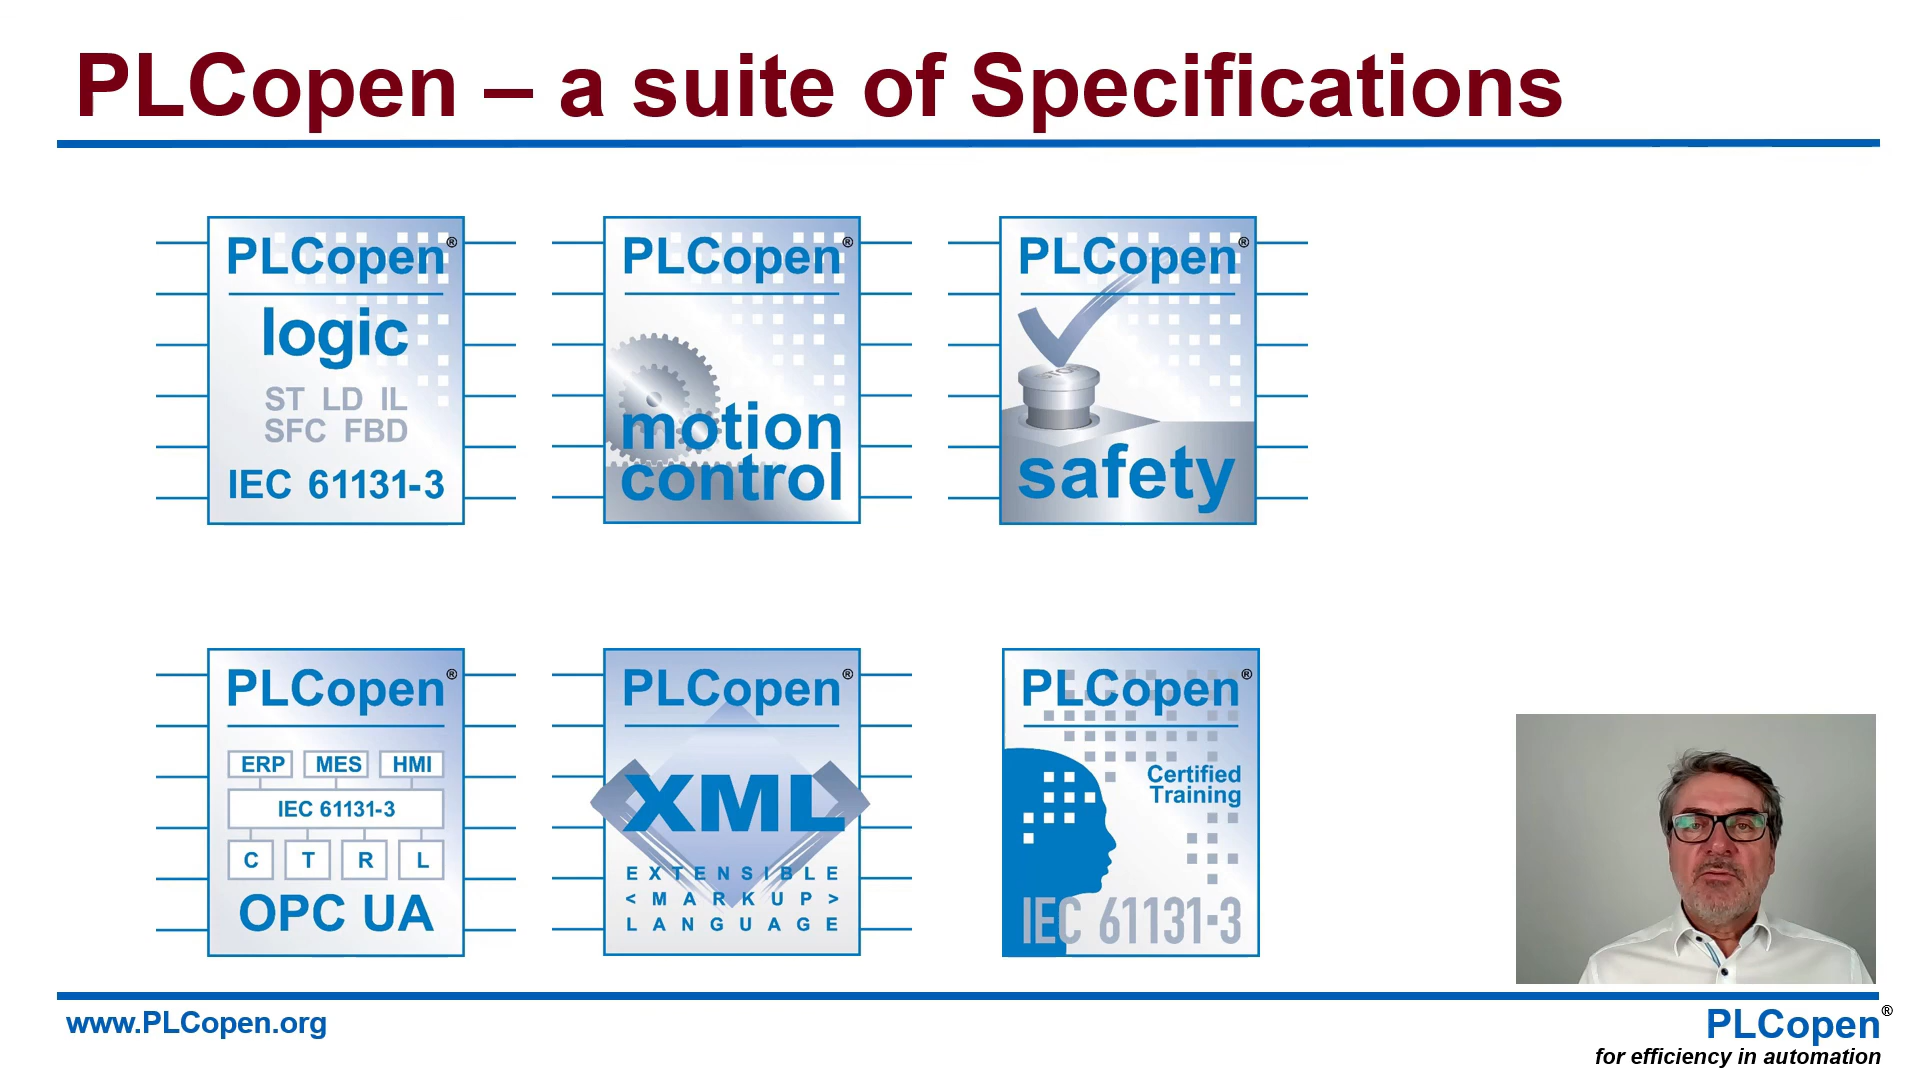 PLCopen – a suite of Specifications
PLCopen®
logic
ST LD IL
SFC FBD
IEC 61131-3
PLCopen®
motion
control
PLCopen®
STOP
safety
PLCopen®
ERP MES HMI
IEC 61131-3
C T R L
OPC UA
PLCopen®
XML
EXTENSIBLE
<MARKUP>
LANGUAGE
PLCopen®
Certified
Training
IEC 61131-3
www.PLCopen.org
PLCopen®
for efficiency in automation